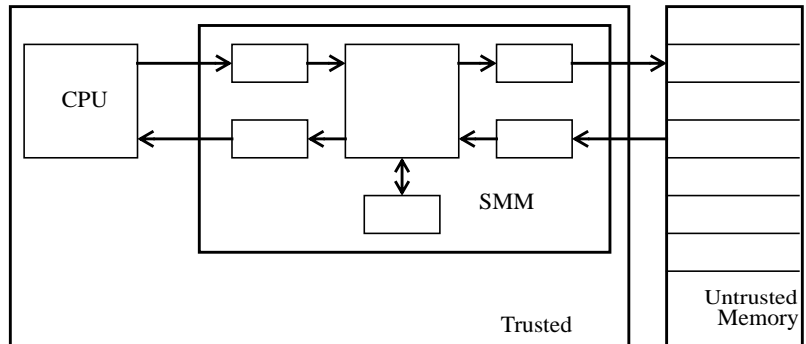 CPU
SMM
Trusted
Untrusted
Memory